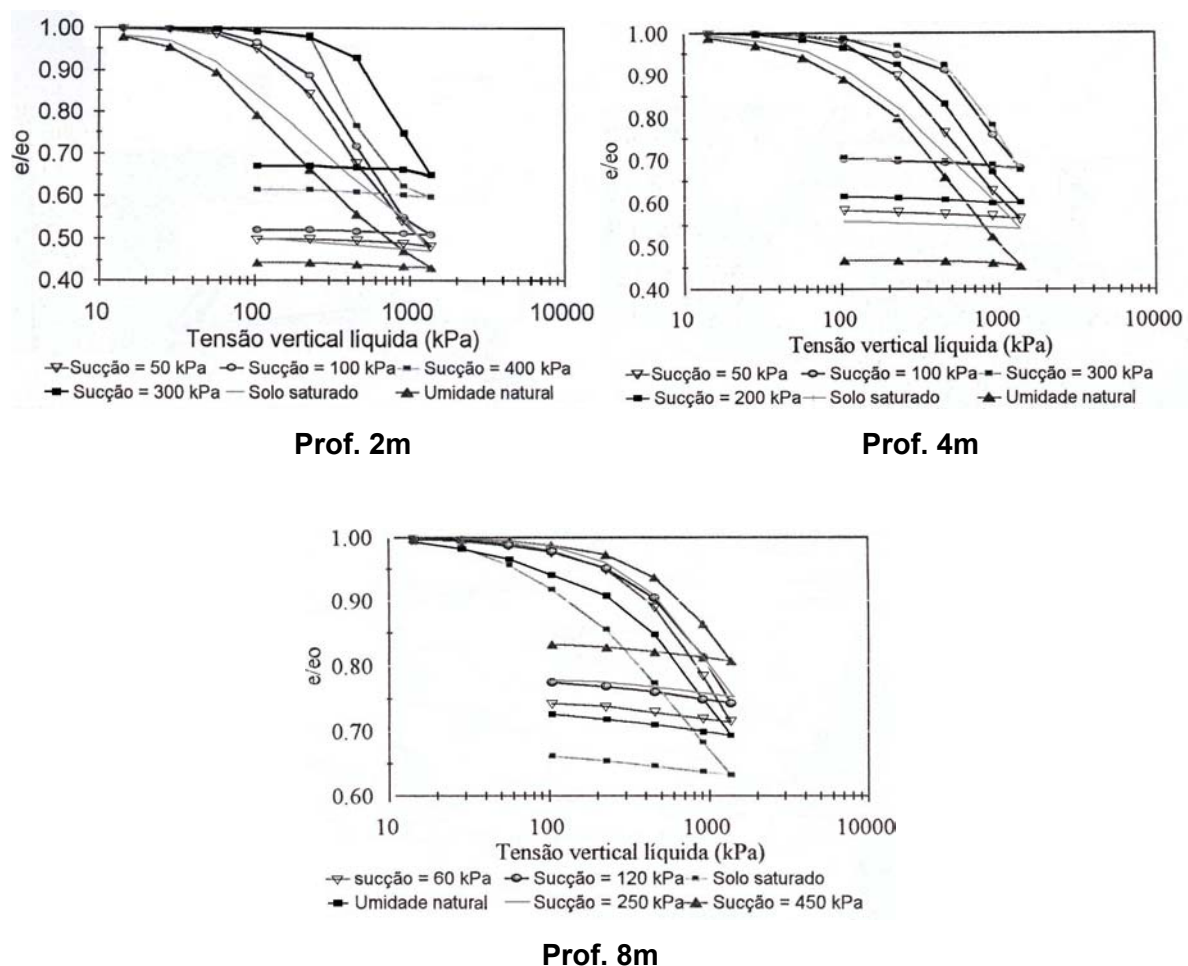 1.00
0.90
0.80
0.70
0.60
0.50
0.40
e/eo
10 100 1000 10000
Tensão vertical líquida (kPa)
Sucção = 50 kPa Sucção = 100 kPa Sucção = 400 kPa
Sucção = 300 kPa Solo saturado Umidade natural
Prof. 2m
1.00
0.90
0.80
0.70
0.60
0.50
0.40
e/eo
10 100 1000 10000
Tensão vertical líquida (kPa)
Sucção = 50 kPa Sucção = 100 kPa Sucção = 300 kPa
Sucção = 200 kPa Solo saturado Umidade natural
Prof. 4m
1.00
0.90
0.80
0.70
0.60
e/eo
10 100 1000 10000
Tensão vertical líquida (kPa)
sucção = 60 kPa Sucção = 120 kPa Solo saturado
Umidade natural Sucção = 250 kPa Sucção = 450 kPa
Prof. 8m